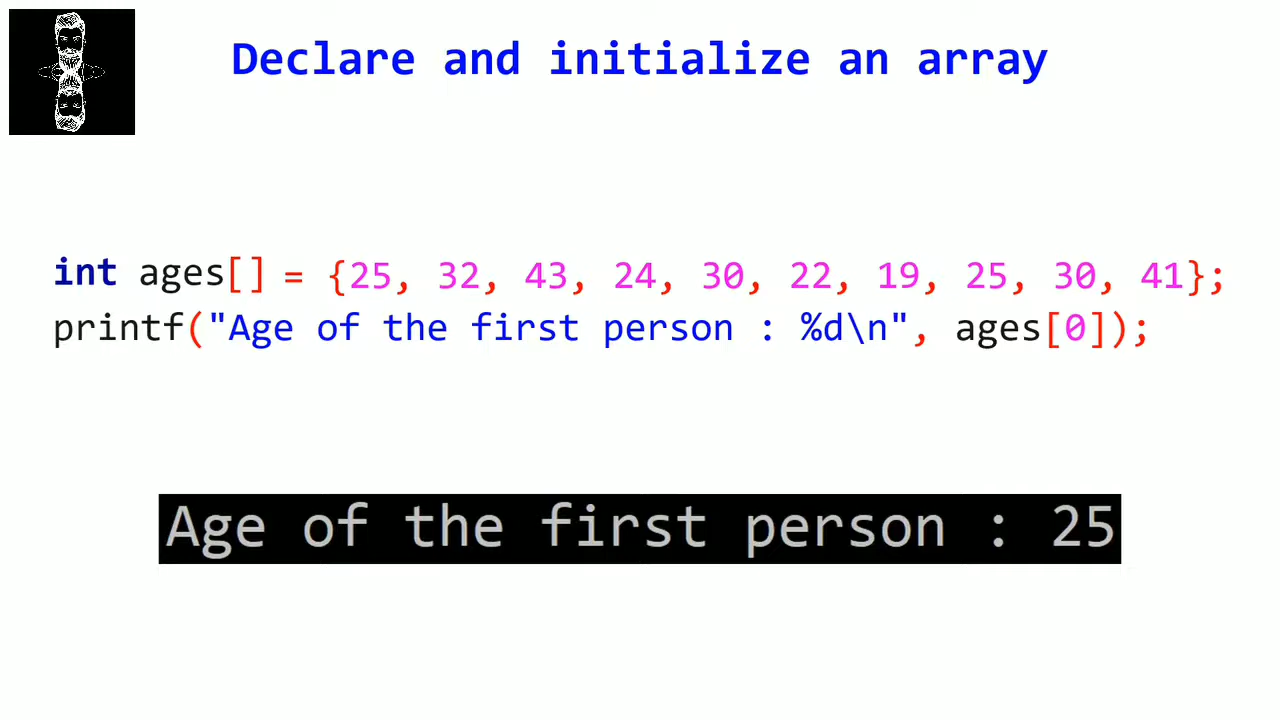 Declare and initialize an array
int ages[] = {25, 32, 43, 24, 30, 22, 19, 25, 30, 41};
printf("Age of the first person : %d\n", ages[0]);
Age of the first person : 25